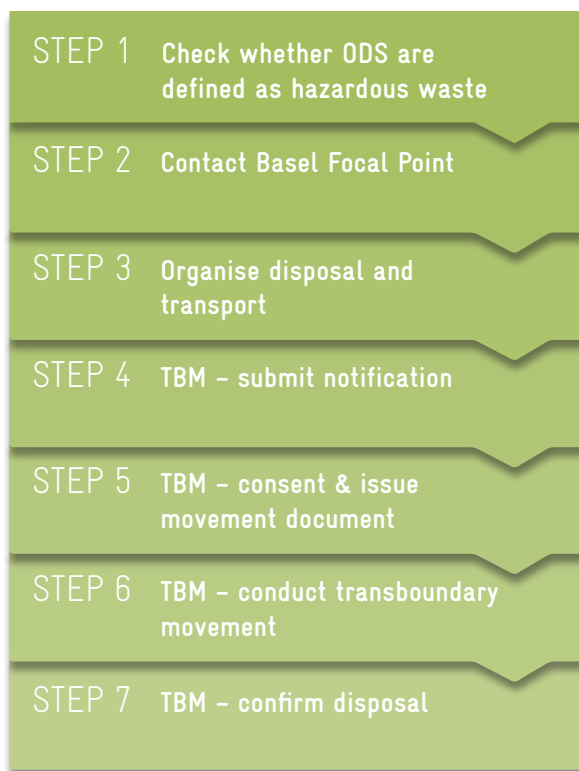 STEP 1 Check whether ODS are
defined as hazardous waste
STEP 2 Contact Basel Focal Point
STEP 3 Organise disposal and
transport
STEP 4 TBM – submit notification
STEP 5 TBM – consent & issue
movement document
STEP 6 TBM – conduct transboundary
movement
STEP 7 TBM – confirm disposal